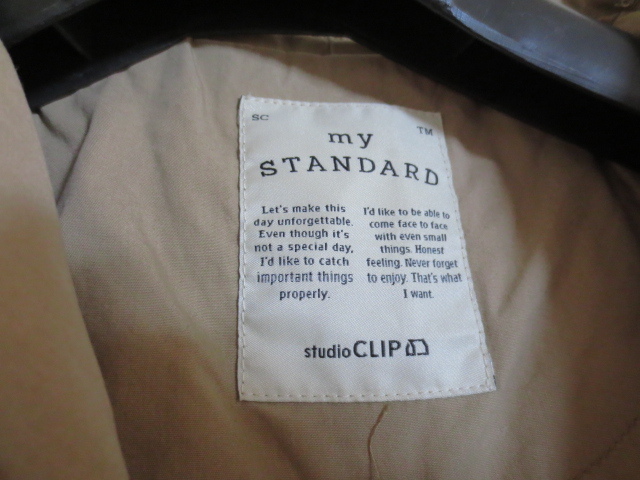 SC
TM
my
STANDARD
Let's make this
day unforgettable.
Even though it's
not a special day,
I'd like to catch
important things
properly.
I'd like to be able to
come face to face
with even small
things. Honest
feeling. Never forget
to enjoy. That's what
I want.
studio CLIP